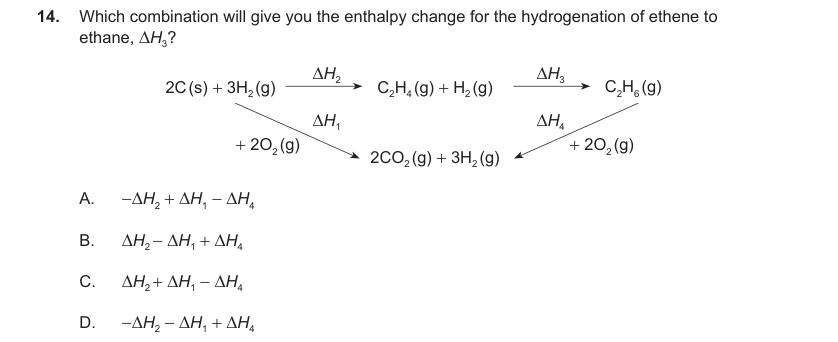 14. Which combination will give you the enthalpy change for the hydrogenation of ethene to
ethane, ΔH₃?
2C(s) + 3H₂(g) ΔH₂ C₂H₄(g) + H₂(g) ΔH₃ C₂H₆(g)
ΔH₁ ΔH₄
+ 2O₂(g) 2CO₂(g) + 3H₂(g) + 2O₂(g)
A. −ΔH₂ + ΔH₁ − ΔH₄
B. ΔH₂ − ΔH₁ + ΔH₄
C. ΔH₂ + ΔH₁ − ΔH₄
D. −ΔH₂ − ΔH₁ + ΔH₄